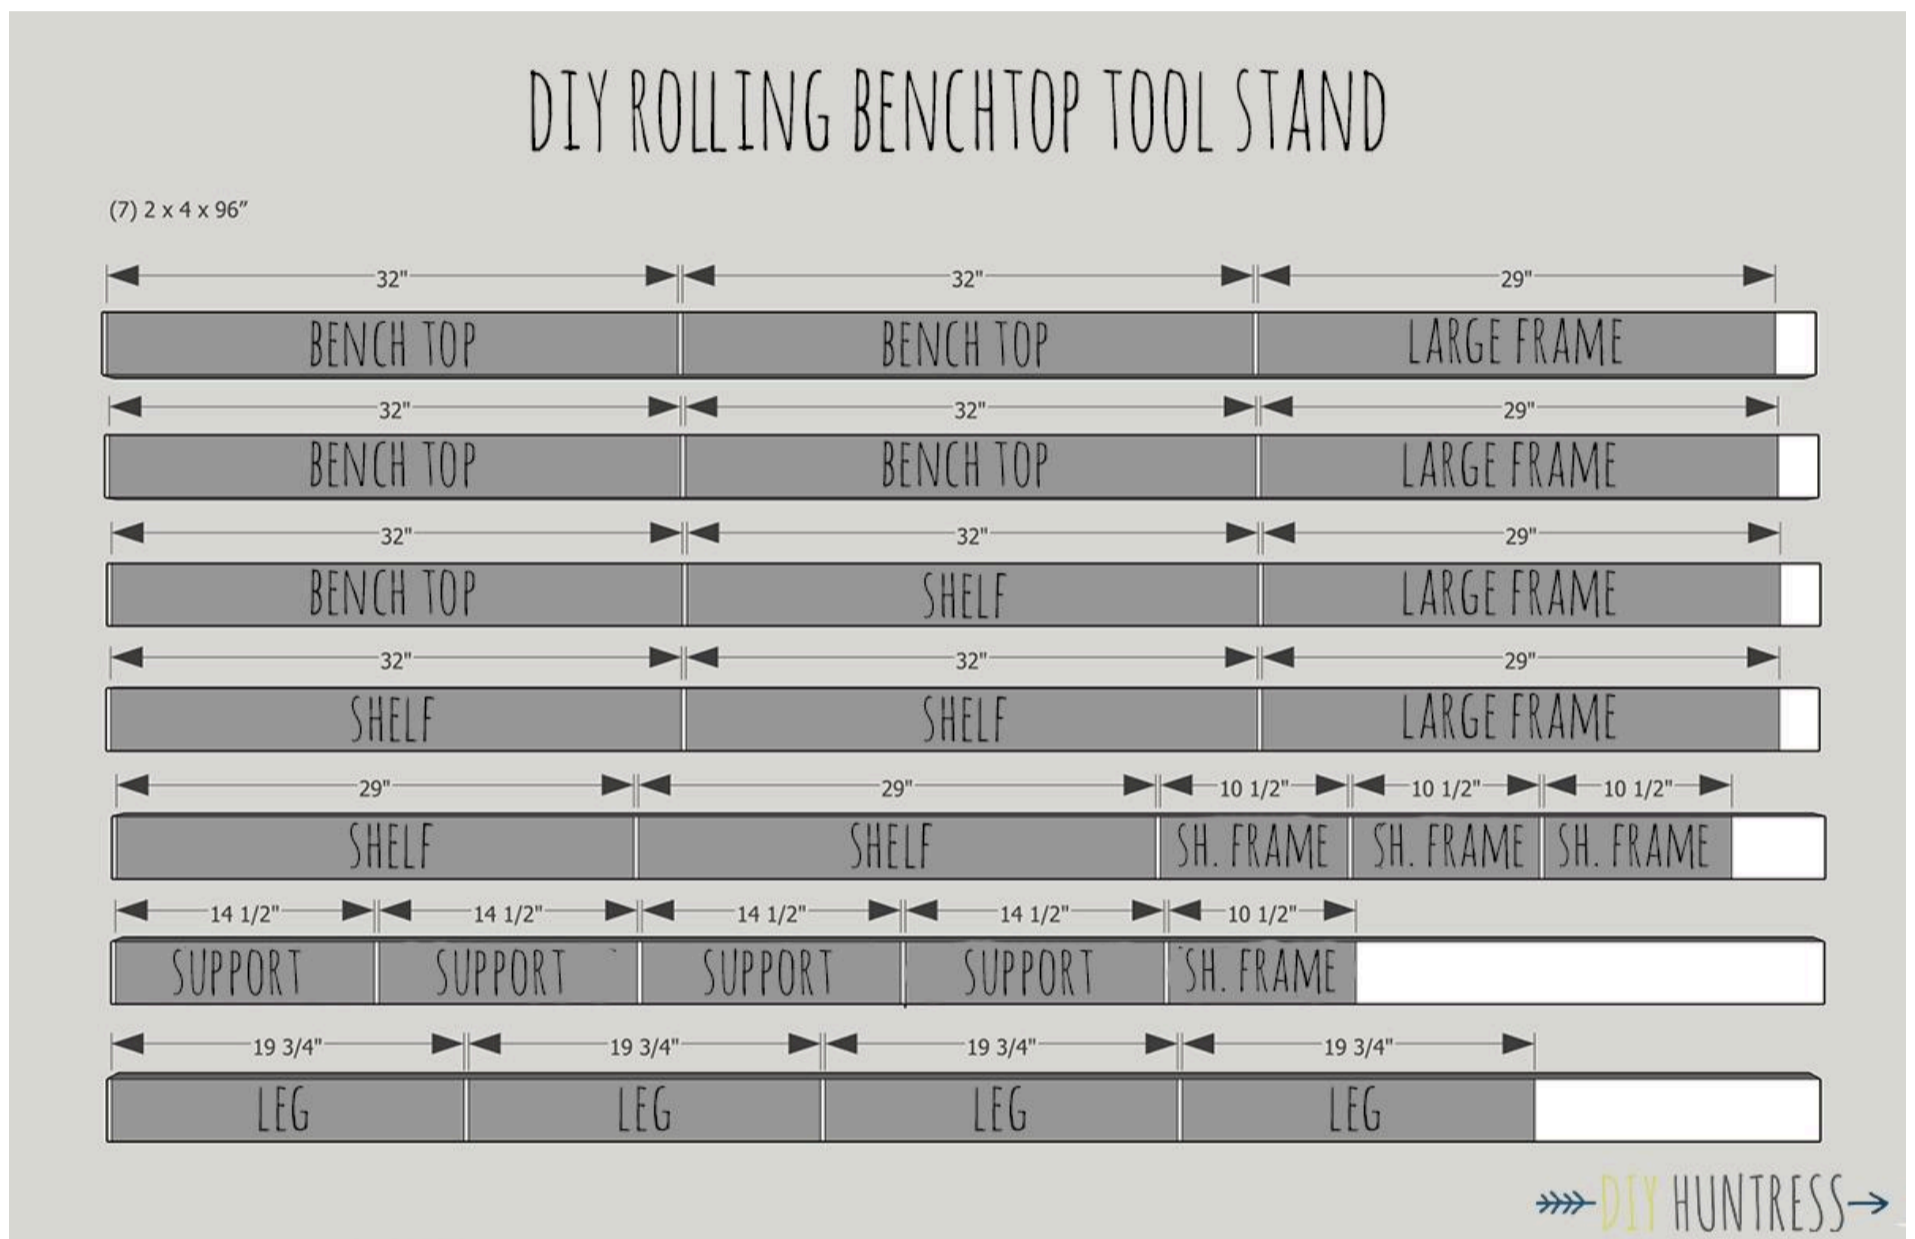 DIY ROLLING BENCHTOP TOOL STAND
(7) 2 x 4 x 96”
32" 32" 29"
BENCH TOP BENCH TOP LARGE FRAME
32" 32" 29"
BENCH TOP BENCH TOP LARGE FRAME
32" 32" 29"
BENCH TOP SHELF LARGE FRAME
32" 32" 29"
SHELF SHELF LARGE FRAME
29" 29" 10 1/2" 10 1/2" 10 1/2"
SHELF SHELF SH. FRAME SH. FRAME SH. FRAME
14 1/2" 14 1/2" 14 1/2" 14 1/2" 10 1/2"
SUPPORT SUPPORT SUPPORT SUPPORT SH. FRAME
19 3/4" 19 3/4" 19 3/4" 19 3/4"
LEG LEG LEG LEG
DIY HUNTRESS